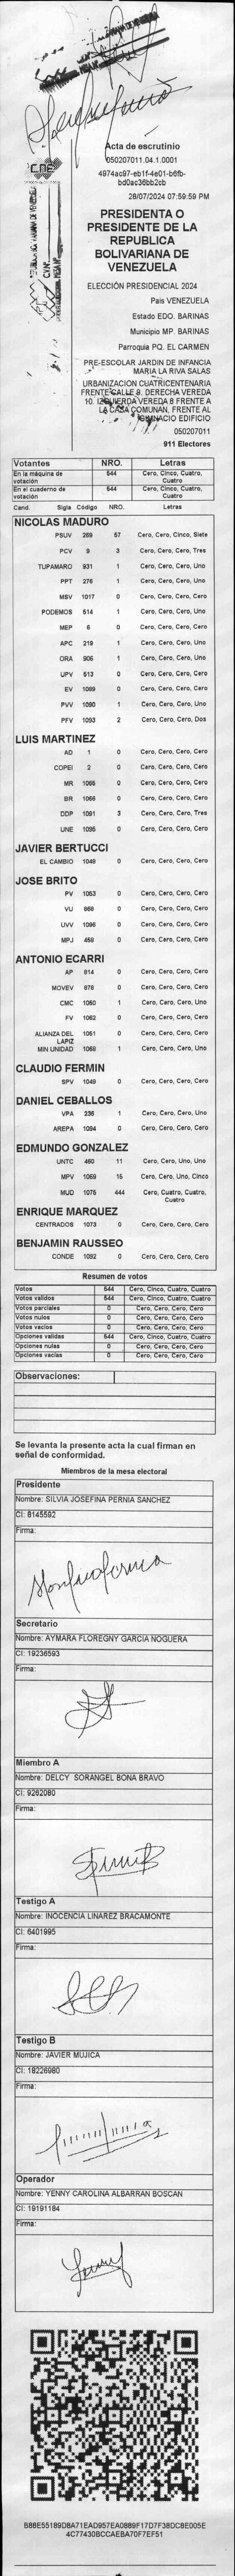 CNE
Acta de escrutinio
050207011.04.1.0001
4974ac97-eb1f-4e01-b6fb-
bd0ac36bb2cb
28/07/2024 07:59:59 PM
PRESIDENTA O
PRESIDENTE DE LA
REPUBLICA
BOLIVARIANA DE
VENEZUELA
ELECCIÓN PRESIDENCIAL 2024
País VENEZUELA
Estado EDO. BARINAS
Municipio MP. BARINAS
Parroquia PQ. EL CARMEN
PRE-ESCOLAR JARDIN DE INFANCIA
MARIA LA RIVA SALAS
URBANIZACION CUATRICENTENARIA
FRENTE CALLE 9. DERECHA VEREDA
10. IZQUIERDA VEREDA 8 FRENTE A
LA CASA COMUNAN, FRENTE AL
GIMNACIO EDIFICIO
050207011
911 Electores
Votantes NRO. Letras
En la máquina de votación 544 Cero, Cinco, Cuatro, Cuatro
En el cuaderno de votación 544 Cero, Cinco, Cuatro, Cuatro
Cand. Sigla Código NRO. Letras
NICOLAS MADURO
PSUV 269 57 Cero, Cero, Cinco, Siete
PCV 9 3 Cero, Cero, Cero, Tres
TUPAMARO 931 1 Cero, Cero, Cero, Uno
PPT 276 1 Cero, Cero, Cero, Uno
MSV 1017 0 Cero, Cero, Cero, Cero
PODEMOS 514 1 Cero, Cero, Cero, Uno
MEP 6 0 Cero, Cero, Cero, Cero
APC 219 1 Cero, Cero, Cero, Uno
ORA 906 1 Cero, Cero, Cero, Uno
UPV 513 0 Cero, Cero, Cero, Cero
EV 1089 0 Cero, Cero, Cero, Cero
PVV 1090 1 Cero, Cero, Cero, Uno
PFV 1093 2 Cero, Cero, Cero, Dos
LUIS MARTINEZ
AD 1 0 Cero, Cero, Cero, Cero
COPEI 2 0 Cero, Cero, Cero, Cero
MR 1065 0 Cero, Cero, Cero, Cero
BR 1066 0 Cero, Cero, Cero, Cero
DDP 1091 3 Cero, Cero, Cero, Tres
UNE 1095 0 Cero, Cero, Cero, Cero
JAVIER BERTUCCI
EL CAMBIO 1048 0 Cero, Cero, Cero, Cero
JOSE BRITO
PV 1053 0 Cero, Cero, Cero, Cero
VU 868 0 Cero, Cero, Cero, Cero
UVV 1096 0 Cero, Cero, Cero, Cero
MPJ 458 0 Cero, Cero, Cero, Cero
ANTONIO ECARRI
AP 814 0 Cero, Cero, Cero, Cero
MOVEV 878 0 Cero, Cero, Cero, Cero
CMC 1050 1 Cero, Cero, Cero, Uno
FV 1062 0 Cero, Cero, Cero, Cero
ALIANZA DEL LAPIZ 1051 0 Cero, Cero, Cero, Cero
MIN UNIDAD 1068 1 Cero, Cero, Cero, Uno
CLAUDIO FERMIN
SPV 1049 0 Cero, Cero, Cero, Cero
DANIEL CEBALLOS
VPA 236 1 Cero, Cero, Cero, Uno
AREPA 1094 0 Cero, Cero, Cero, Cero
EDMUNDO GONZALEZ
UNTC 460 11 Cero, Cero, Uno, Uno
MPV 1069 15 Cero, Cero, Uno, Cinco
MUD 1075 444 Cero, Cuatro, Cuatro, Cuatro
ENRIQUE MARQUEZ
CENTRADOS 1073 0 Cero, Cero, Cero, Cero
BENJAMIN RAUSSEO
CONDE 1092 0 Cero, Cero, Cero, Cero
Resumen de votos
Votos 544 Cero, Cinco, Cuatro, Cuatro
Votos validos 544 Cero, Cinco, Cuatro, Cuatro
Votos parciales 0 Cero, Cero, Cero, Cero
Votos nulos 0 Cero, Cero, Cero, Cero
Votos vacíos 0 Cero, Cero, Cero, Cero
Opciones validas 544 Cero, Cinco, Cuatro, Cuatro
Opciones nulas 0 Cero, Cero, Cero, Cero
Opciones vacías 0 Cero, Cero, Cero, Cero
Observaciones:
Se levanta la presente acta la cual firman en
señal de conformidad.
Miembros de la mesa electoral
Presidente
Nombre: SILVIA JOSEFINA PERNIA SANCHEZ
CI: 8145592
Firma:
Secretario
Nombre: AYMARA FLOREGNY GARCIA NOGUERA
CI: 19236593
Firma:
Miembro A
Nombre: DELCY SORANGEL BONA BRAVO
CI: 9262080
Firma:
Testigo A
Nombre: INOCENCIA LINAREZ BRACAMONTE
CI: 6401995
Firma:
Testigo B
Nombre: JAVIER MUJICA
CI: 18226980
Firma:
Operador
Nombre: YENNY CAROLINA ALBARRAN BOSCAN
CI: 19191184
Firma:
B88E55189D8A71EAD957EA0889F17D7F38DC8E005E
4C77430BCCAEBA70F7EF51